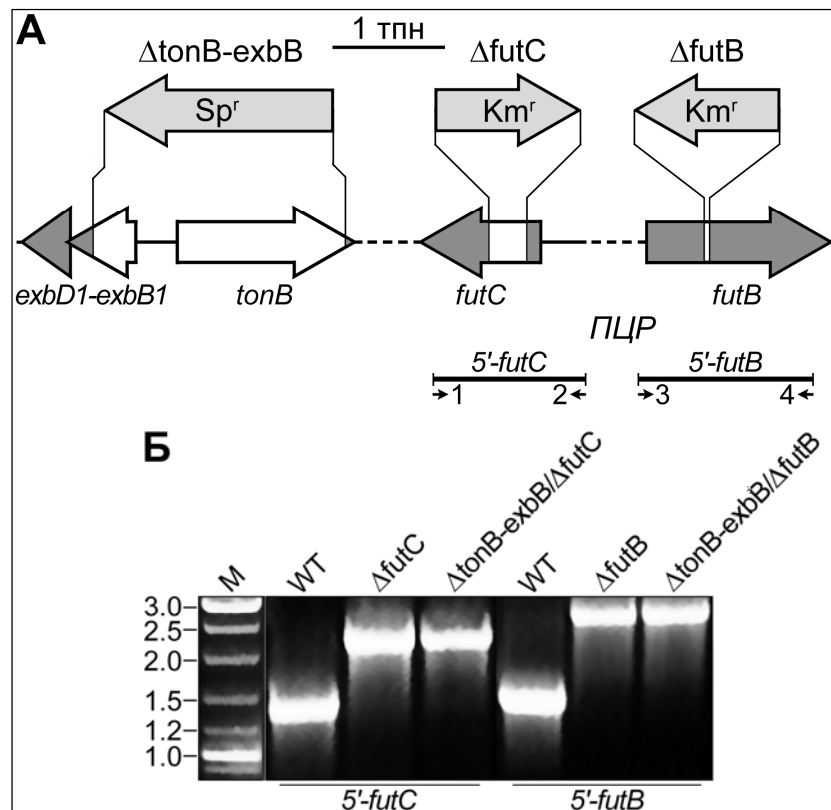 А
1 тпн
ΔtonB-exbB
ΔfutC
ΔfutB
Spʳ
Kmʳ
Kmʳ
exbD1-exbB1
tonB
futC
futB
ПЦР
5'-futC
5'-futB
1
2
3
4
Б
M
WT
ΔfutC
ΔtonB-exbB/ΔfutC
WT
ΔfutB
ΔtonB-exbB/ΔfutB
3.0
2.5
2.0
1.5
1.2
1.0
5'-futC
5'-futB